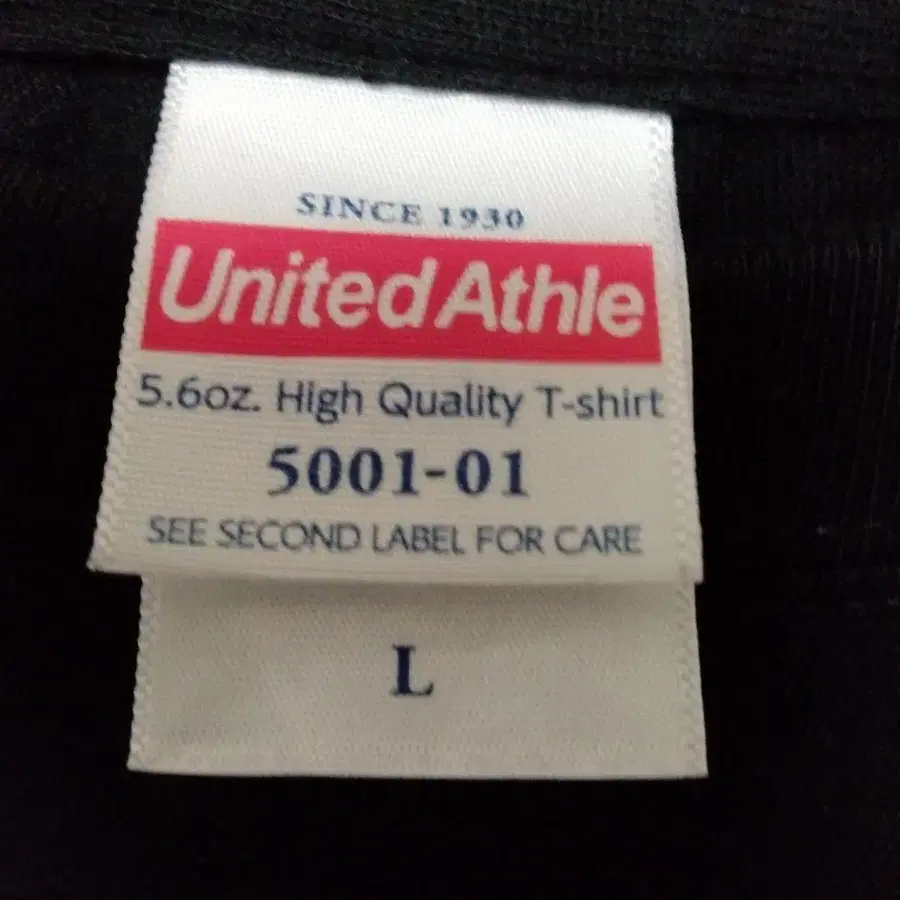 SINCE 1930
United Athle
5.6oz. High Quality T-shirt
5001-01
SEE SECOND LABEL FOR CARE
L